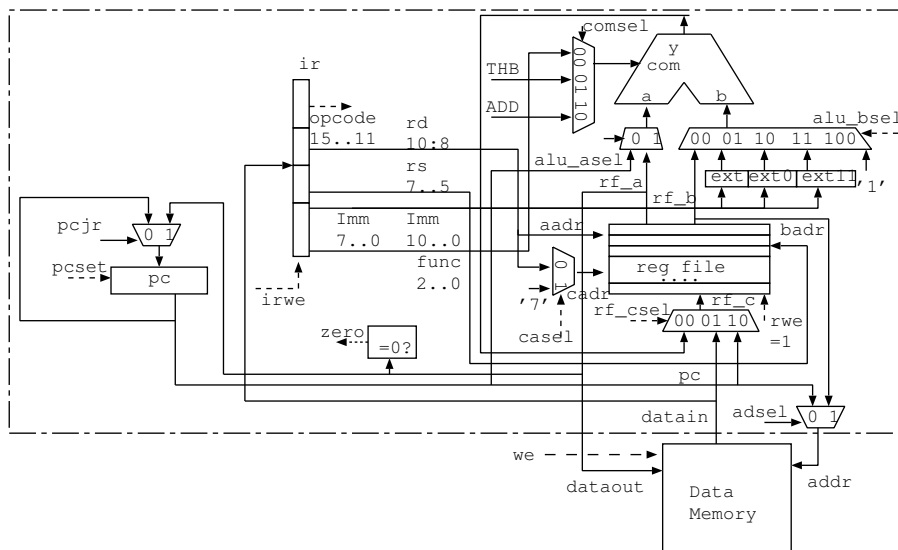 comsel
ir
y
com
THB
00 01 10
ADD
a
b
opcode
15..11
rd
10:8
alu_bsel
0 1
00 01 10 11 100
alu_asel
rs
7..5
rf_a
ext
ext0
ext11
'1'
rf_b
Imm
7..0
Imm
10..0
aadr
badr
pcjr
0 1
func
2..0
pcset
pc
irwe
0 1
cadr
reg file
....
'7'
rf_c
rf_csel
00 01 10
rwe
=1
zero
=0?
casel
pc
datain
adsel
0 1
we
dataout
addr
Data
Memory